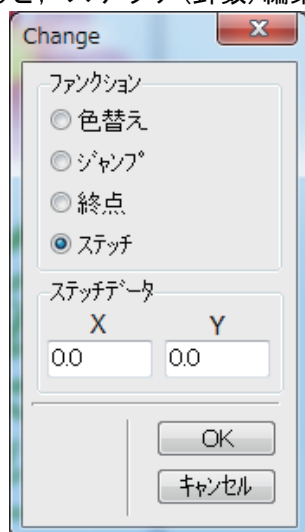 Change
ファンクション
色替え
ジャンプ
終点
ステッチ
ステッチデータ
X Y
0.0 0.0
OK
キャンセル